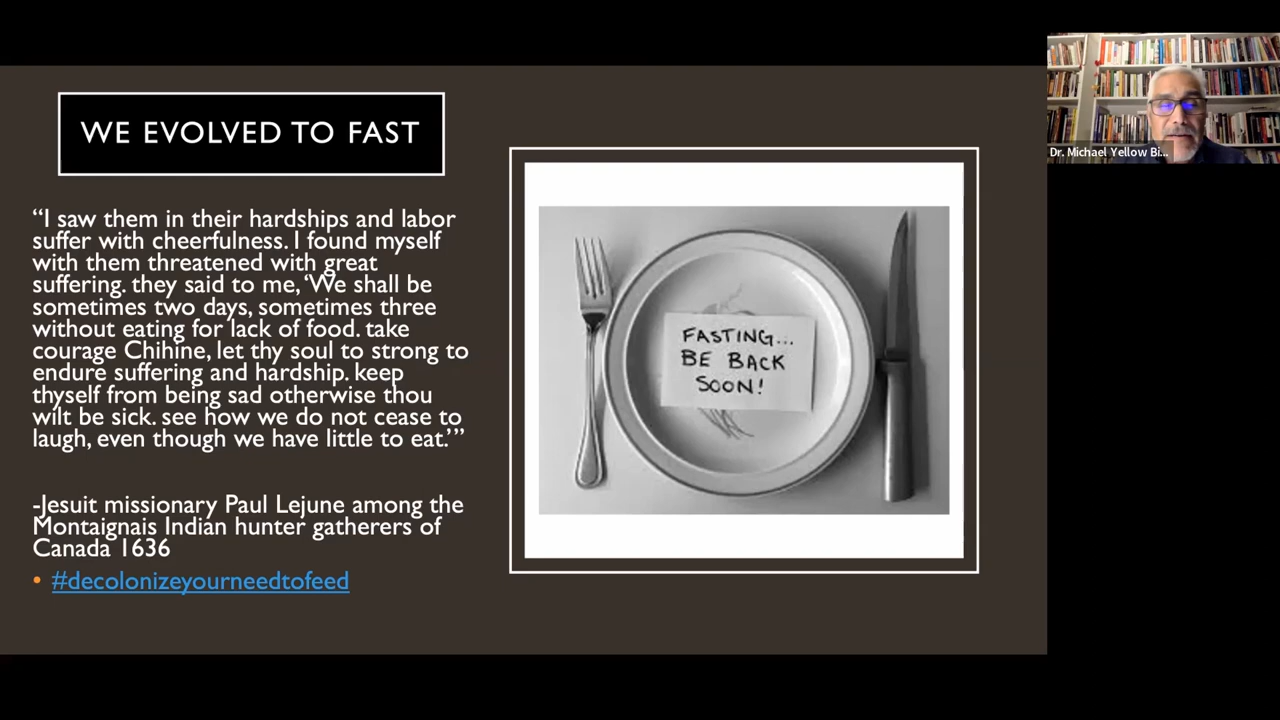 WE EVOLVED TO FAST
“I saw them in their hardships and labor
suffer with cheerfulness. I found myself
with them threatened with great
suffering. they said to me, ‘We shall be
sometimes two days, sometimes three
without eating for lack of food. take
courage Chihine, let thy soul to strong to
endure suffering and hardship. keep
thyself from being sad otherwise thou
wilt be sick. see how we do not cease to
laugh, even though we have little to eat.’”
-Jesuit missionary Paul Lejune among the
Montaignais Indian hunter gatherers of
Canada 1636
• #decolonizeyourneedtofeed
FASTING...
BE BACK
SOON!
Dr. Michael Yellow Bi...